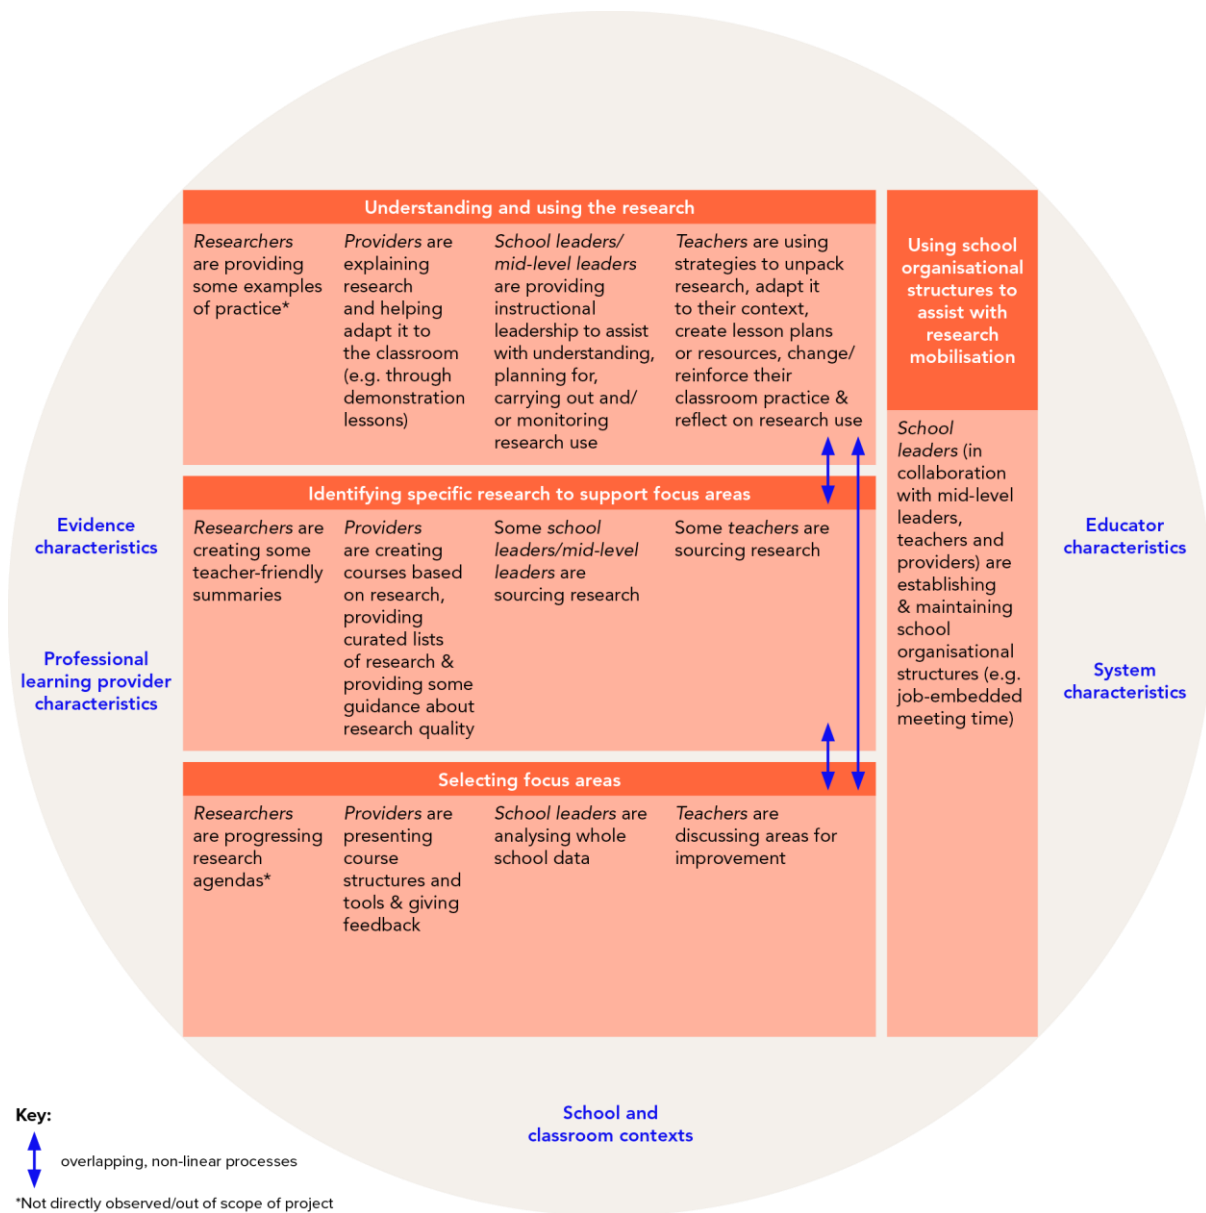 Understanding and using the research
Researchers
are providing
some examples
of practice*
Providers are
explaining
research
and helping
adapt it to
the classroom
(e.g. through
demonstration
lessons)
School leaders/
mid-level leaders
are providing
instructional
leadership to assist
with understanding,
planning for,
carrying out and/
or monitoring
research use
Teachers are using
strategies to unpack
research, adapt it
to their context,
create lesson plans
or resources, change/
reinforce their
classroom practice &
reflect on research use
Identifying specific research to support focus areas
Researchers are
creating some
teacher-friendly
summaries
Providers
are creating
courses based
on research,
providing
curated lists
of research &
providing some
guidance about
research quality
Some school
leaders/mid-level
leaders are
sourcing research
Some teachers are
sourcing research
Selecting focus areas
Researchers
are progressing
research
agendas*
Providers are
presenting
course
structures and
tools & giving
feedback
School leaders are
analysing whole
school data
Teachers are
discussing areas for
improvement
Using school
organisational
structures to
assist with
research
mobilisation
School
leaders (in
collaboration
with mid-level
leaders,
teachers and
providers) are
establishing
& maintaining
school
organisational
structures (e.g.
job-embedded
meeting time)
Evidence
characteristics
Professional
learning provider
characteristics
Educator
characteristics
System
characteristics
School and
classroom contexts
Key:
overlapping, non-linear processes
*Not directly observed/out of scope of project